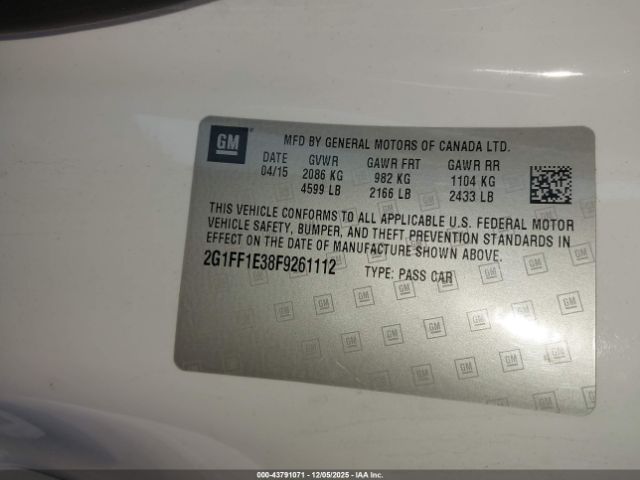 GM
MFD BY GENERAL MOTORS OF CANADA LTD.
DATE GVWR GAWR FRT GAWR RR
04/15 2086 KG 982 KG 1104 KG
4599 LB 2166 LB 2433 LB
THIS VEHICLE CONFORMS TO ALL APPLICABLE U.S. FEDERAL MOTOR
VEHICLE SAFETY, BUMPER, AND THEFT PREVENTION STANDARDS IN
EFFECT ON THE DATE OF MANUFACTURE SHOWN ABOVE.
2G1FF1E38F9261112 TYPE: PASS CAR
000-43791071 12/05/2025 IAA Inc.